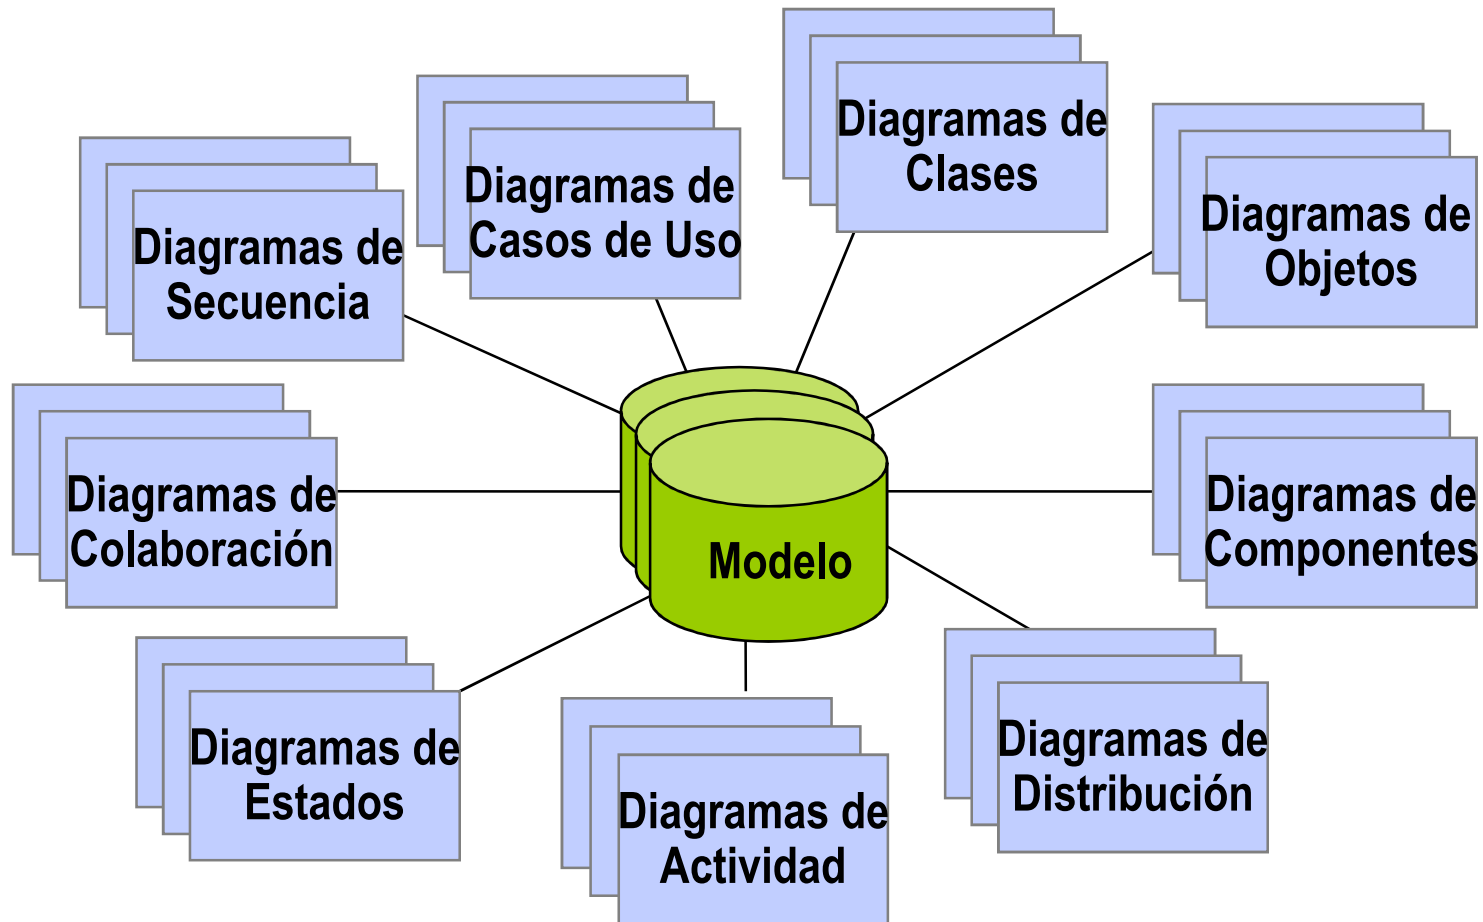 Diagramas de
Clases
Diagramas de
Casos de Uso
Diagramas de
Objetos
Diagramas de
Secuencia
Diagramas de
Colaboración
Modelo
Diagramas de
Componentes
Diagramas de
Estados
Diagramas de
Actividad
Diagramas de
Distribución